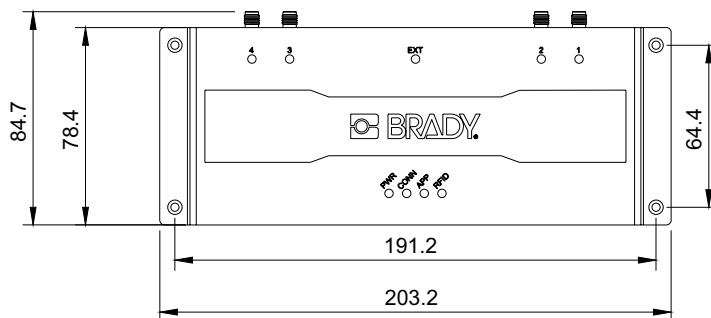 4 3 EXT 2 1
84.7
78.4
64.4
BRADY.
PWR CONN APP RFID
191.2
203.2